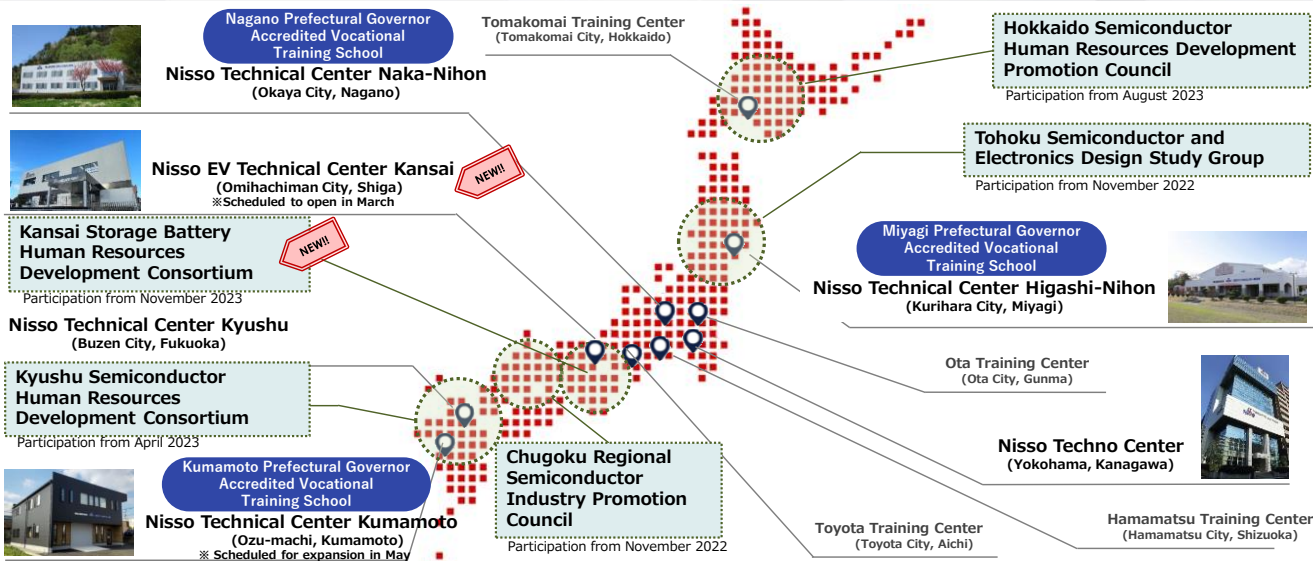 Nagano Prefectural Governor
Accredited Vocational
Training School
Nisso Technical Center Naka-Nihon
(Okaya City, Nagano)
Tomakomai Training Center
(Tomakomai City, Hokkaido)
Hokkaido Semiconductor
Human Resources Development
Promotion Council
Participation from August 2023
Nisso EV Technical Center Kansai
(Omihachiman City, Shiga)
※Scheduled to open in March
NEW!!
Tohoku Semiconductor and
Electronics Design Study Group
Participation from November 2022
Kansai Storage Battery
Human Resources
Development Consortium
Participation from November 2023
NEW!!
Miyagi Prefectural Governor
Accredited Vocational
Training School
Nisso Technical Center Higashi-Nihon
(Kurihara City, Miyagi)
Nisso Technical Center Kyushu
(Buzen City, Fukuoka)
Kyushu Semiconductor
Human Resources
Development Consortium
Participation from April 2023
Ota Training Center
(Ota City, Gunma)
Nisso Techno Center
(Yokohama, Kanagawa)
Kumamoto Prefectural Governor
Accredited Vocational
Training School
Nisso Technical Center Kumamoto
(Ozu-machi, Kumamoto)
※ Scheduled for expansion in May
Chugoku Regional
Semiconductor
Industry Promotion
Council
Participation from November 2022
Toyota Training Center
(Toyota City, Aichi)
Hamamatsu Training Center
(Hamamatsu City, Shizuoka)